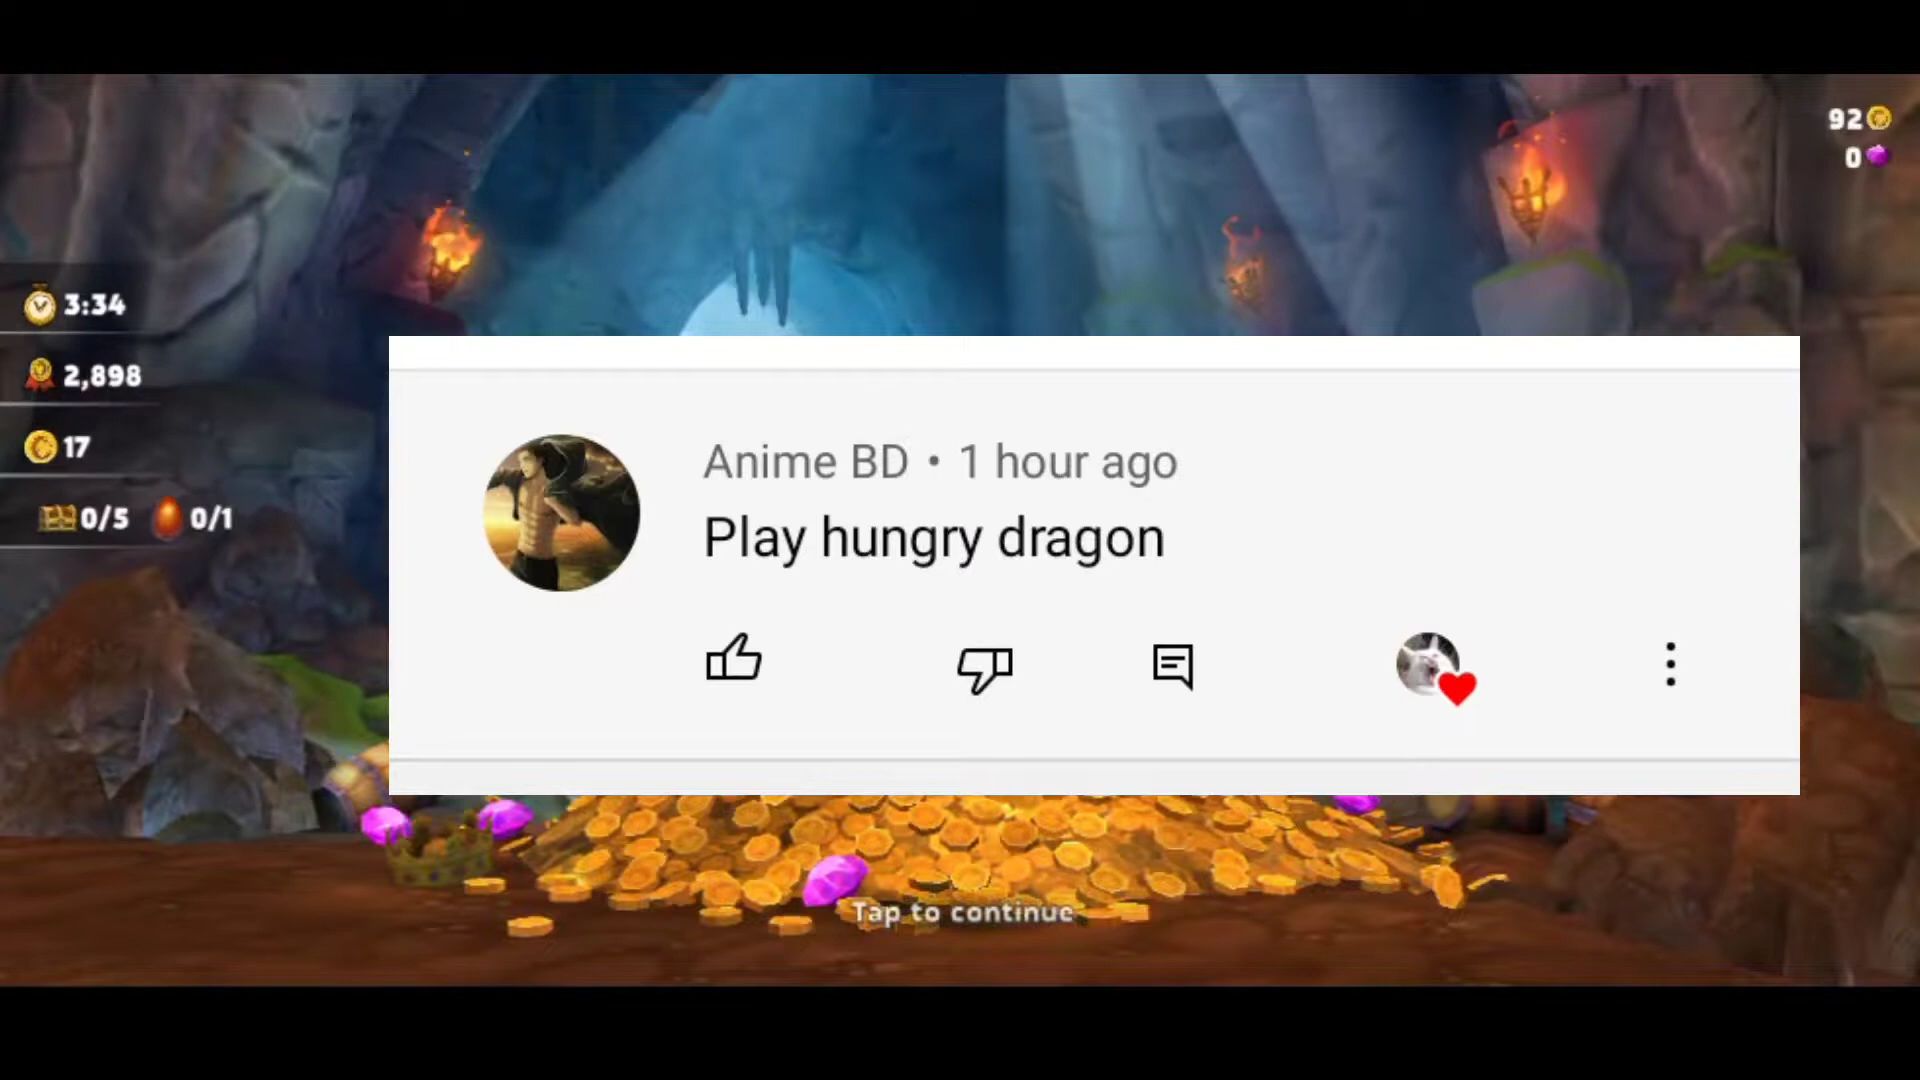 92
0
3:34
2,898
17
0/5 0/1
Anime BD • 1 hour ago
Play hungry dragon
Tap to continue